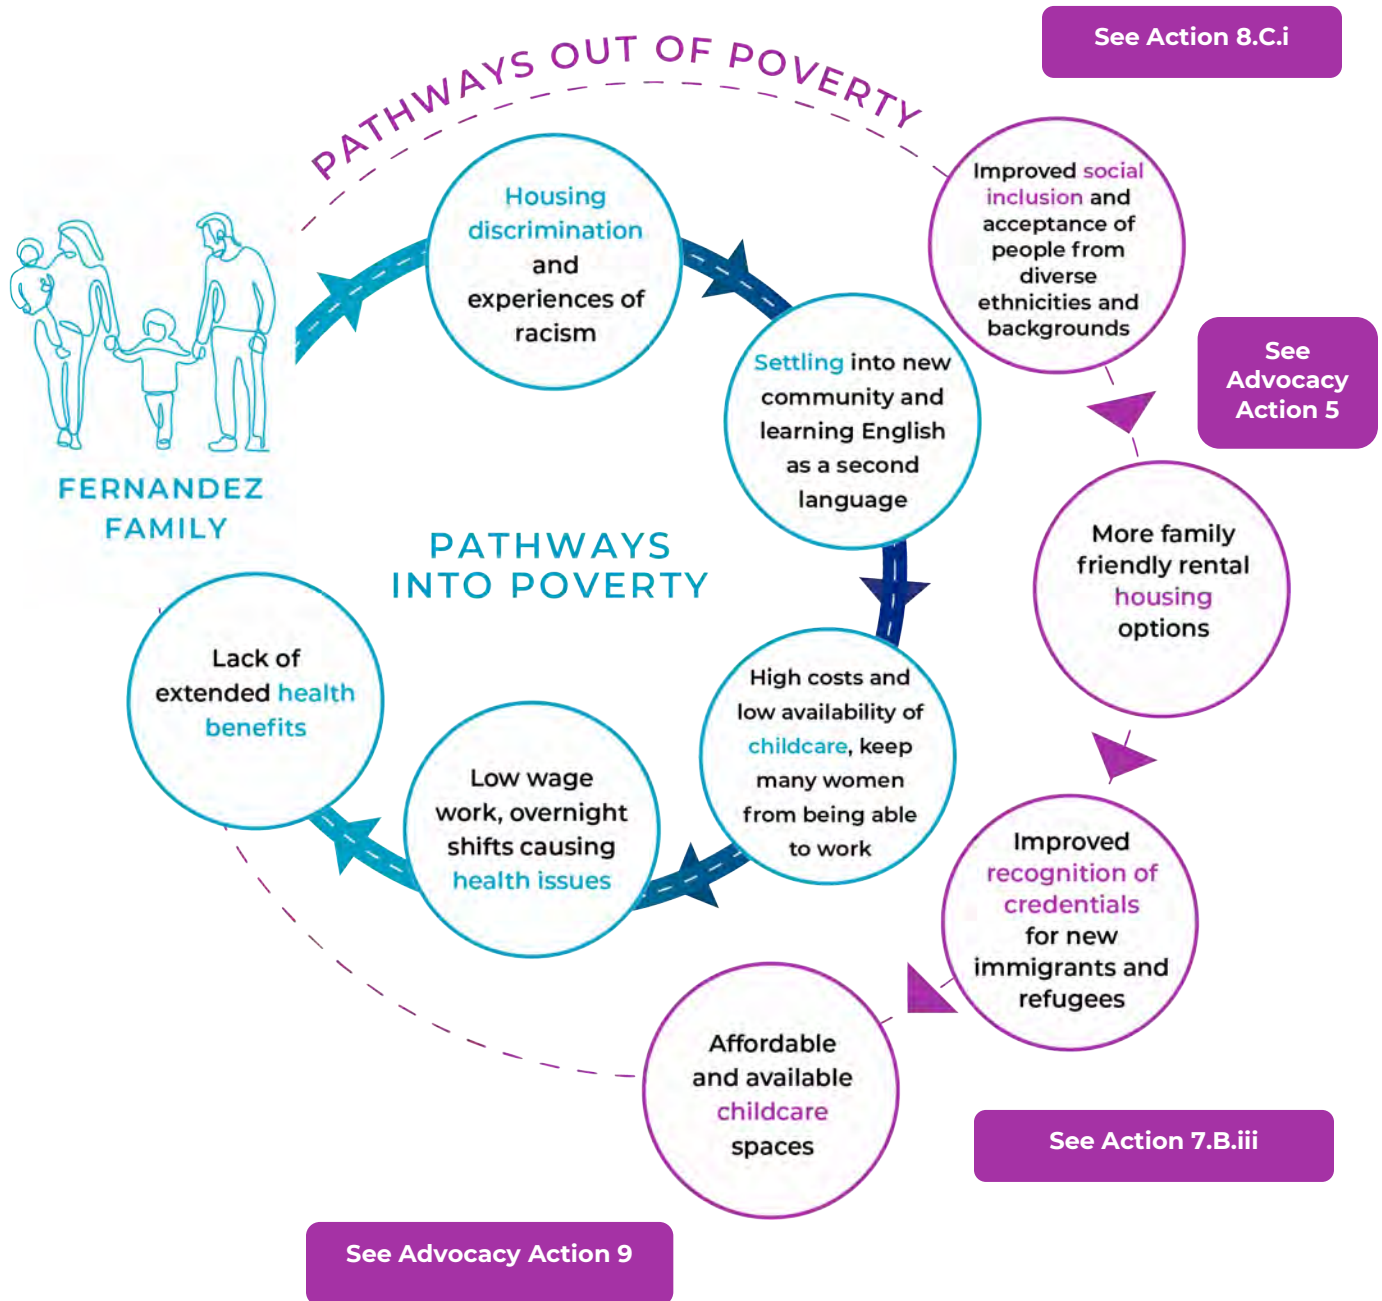 PATHWAYS OUT OF POVERTY
See Action 8.C.i
Improved social
inclusion and
acceptance of
people from
diverse
ethnicities and
backgrounds
Housing
discrimination
and
experiences of
racism
See
Advocacy
Action 5
Settling into new
community and
learning English
as a second
language
FERNANDEZ
FAMILY
PATHWAYS
INTO POVERTY
More family
friendly rental
housing
options
Lack of
extended health
benefits
High costs and
low availability of
childcare, keep
many women
from being able
to work
Low wage
work, overnight
shifts causing
health issues
Improved
recognition of
credentials
for new
immigrants and
refugees
Affordable
and available
childcare
spaces
See Action 7.B.iii
See Advocacy Action 9